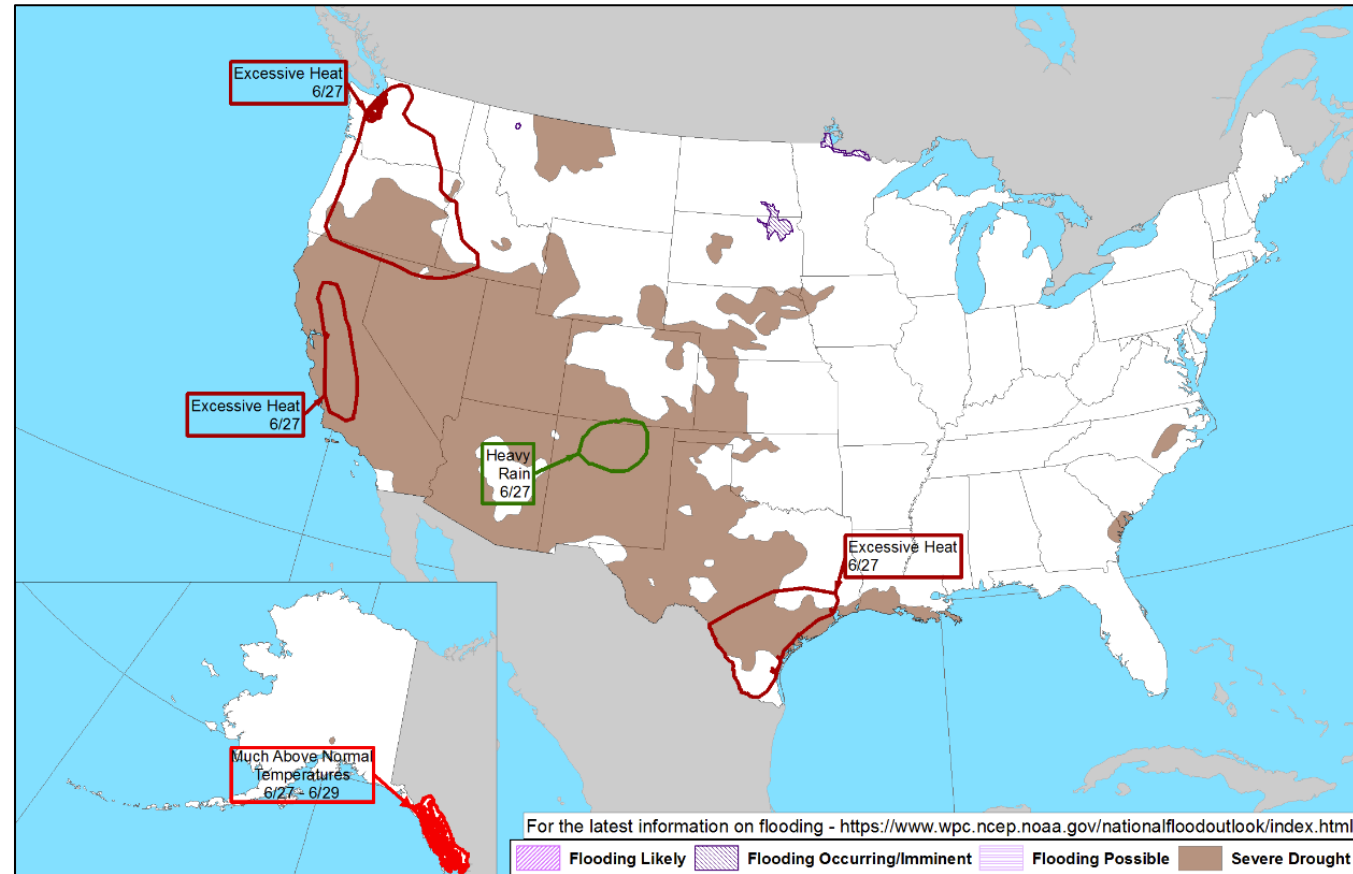 Excessive Heat
6/27
Excessive Heat
6/27
Heavy
Rain
6/27
Excessive Heat
6/27
Much Above Normal
Temperatures
6/27 - 6/29
For the latest information on flooding - https://www.wpc.ncep.noaa.gov/nationalfloodoutlook/index.html
Flooding Likely
Flooding Occurring/Imminent
Flooding Possible
Severe Drought